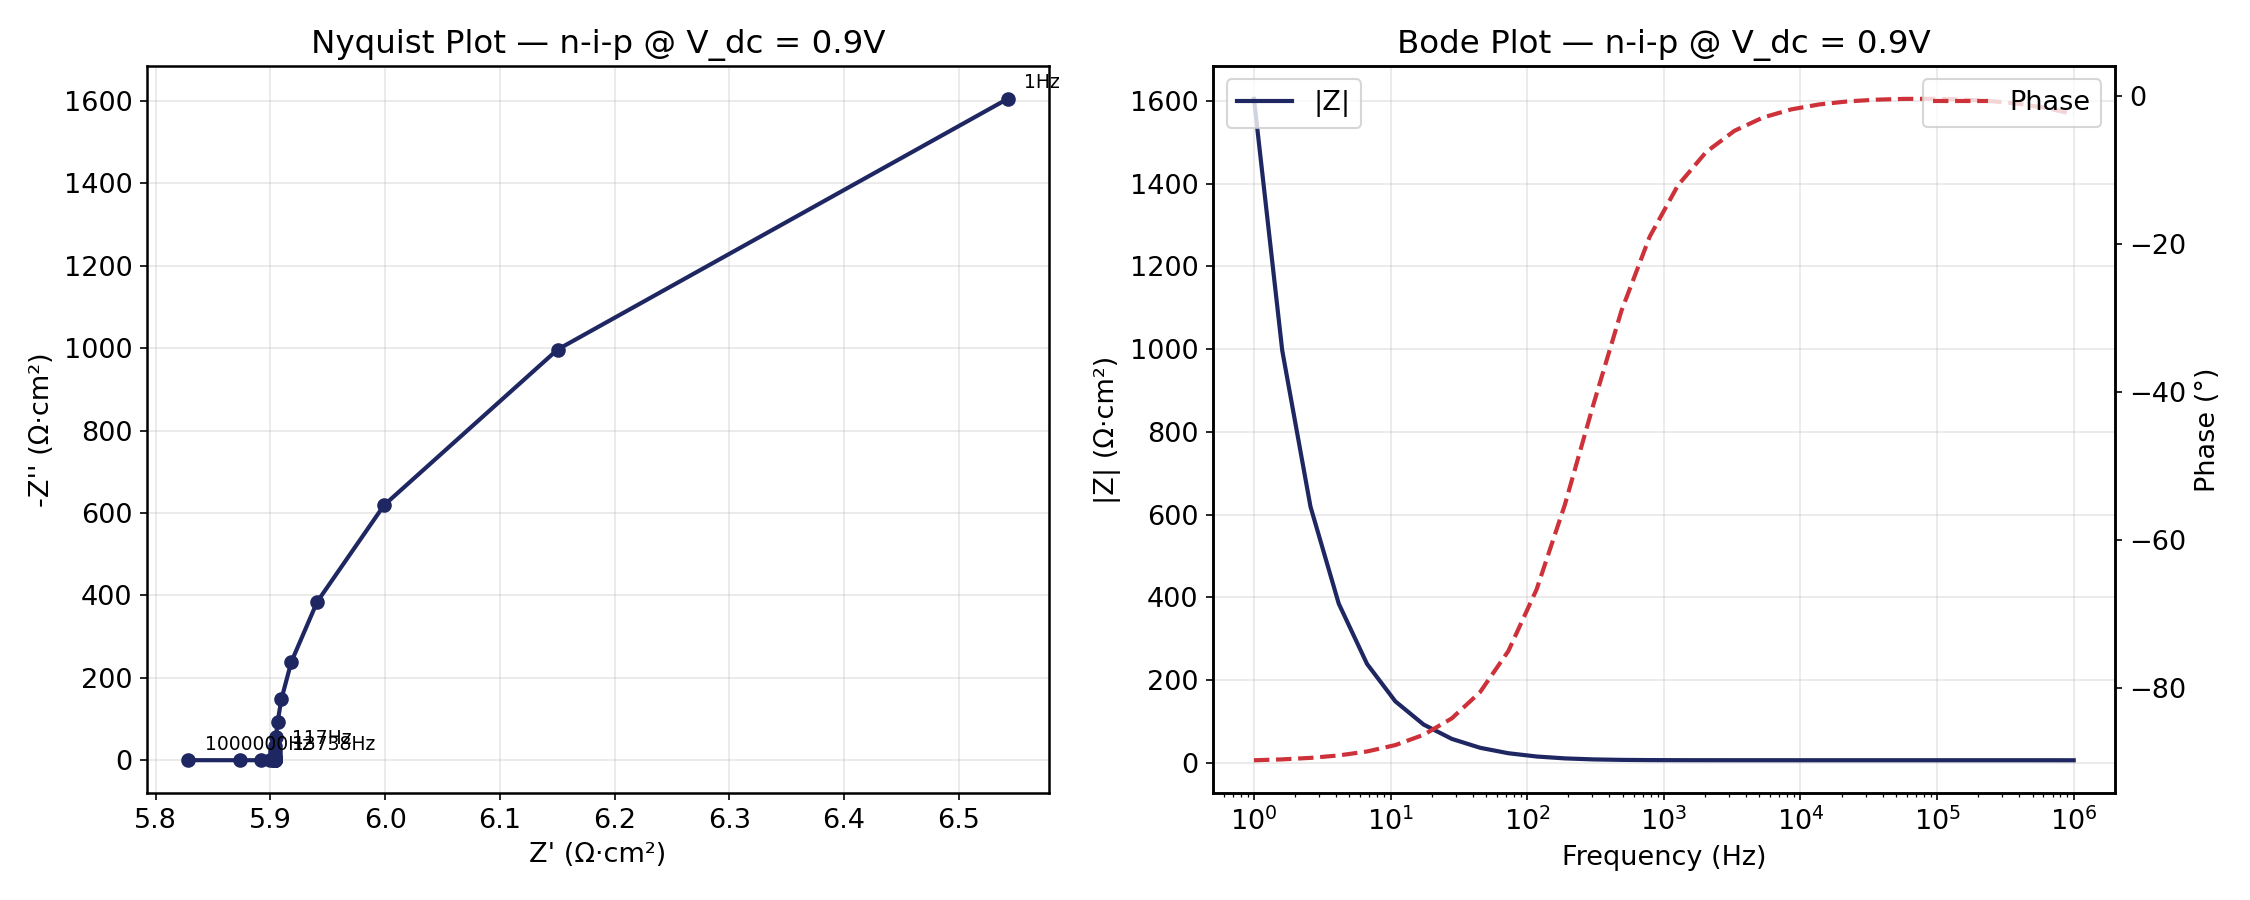 Nyquist Plot — n-i-p @ V_dc = 0.9V
1600
1400
1200
1000
800
600
400
200
0
-Z'' (Ω·cm²)
1Hz
117Hz
1000000Hz
13738Hz
5.8 5.9 6.0 6.1 6.2 6.3 6.4 6.5
Z' (Ω·cm²)
Bode Plot — n-i-p @ V_dc = 0.9V
|Z|
Phase
1600
1400
1200
1000
800
600
400
200
0
|Z| (Ω·cm²)
0
−20
−40
−60
−80
Phase (°)
10⁰ 10¹ 10² 10³ 10⁴ 10⁵ 10⁶
Frequency (Hz)